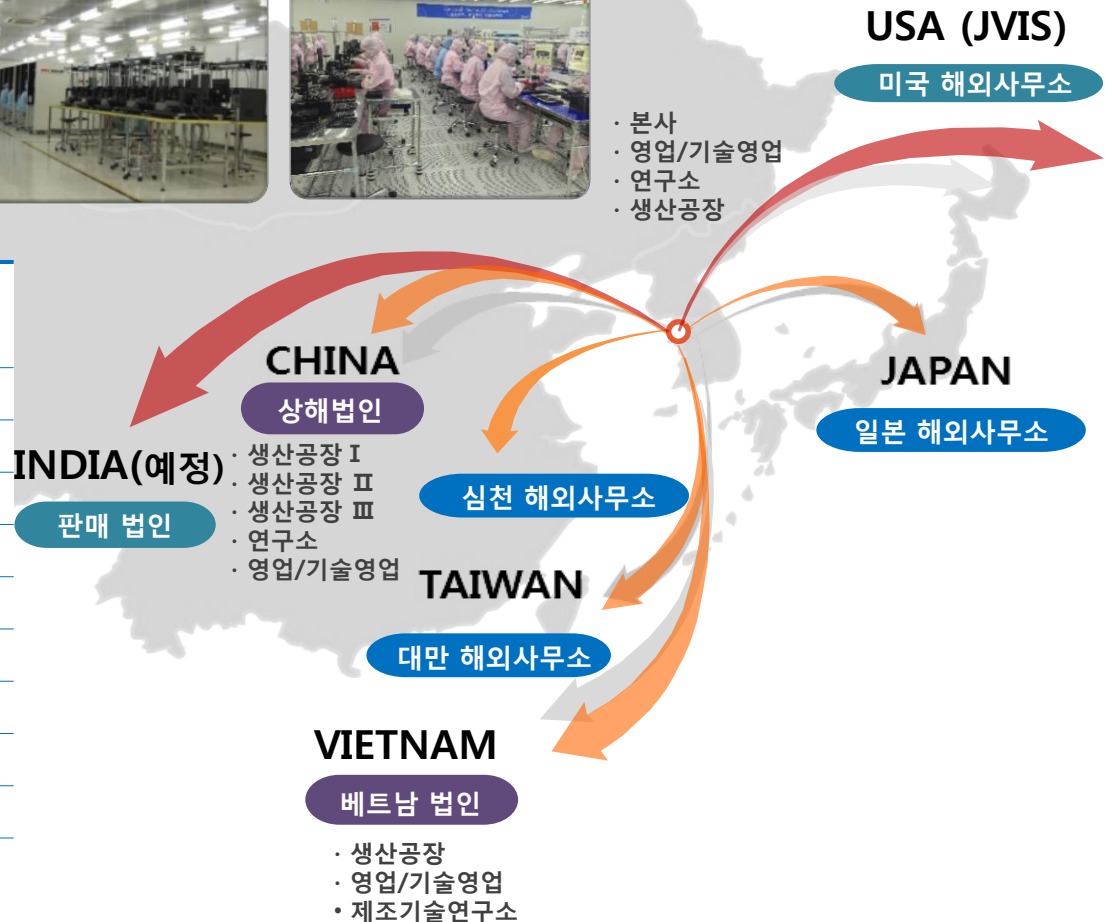 USA (JVIS)
미국 해외사무소
· 본사
· 영업/기술영업
· 연구소
· 생산공장
CHINA
상해법인
· 생산공장 I
· 생산공장 Ⅱ
· 생산공장 Ⅲ
· 연구소
· 영업/기술영업
JAPAN
일본 해외사무소
INDIA(예정)
판매 법인
심천 해외사무소
TAIWAN
대만 해외사무소
VIETNAM
베트남 법인
· 생산공장
· 영업/기술영업
• 제조기술연구소